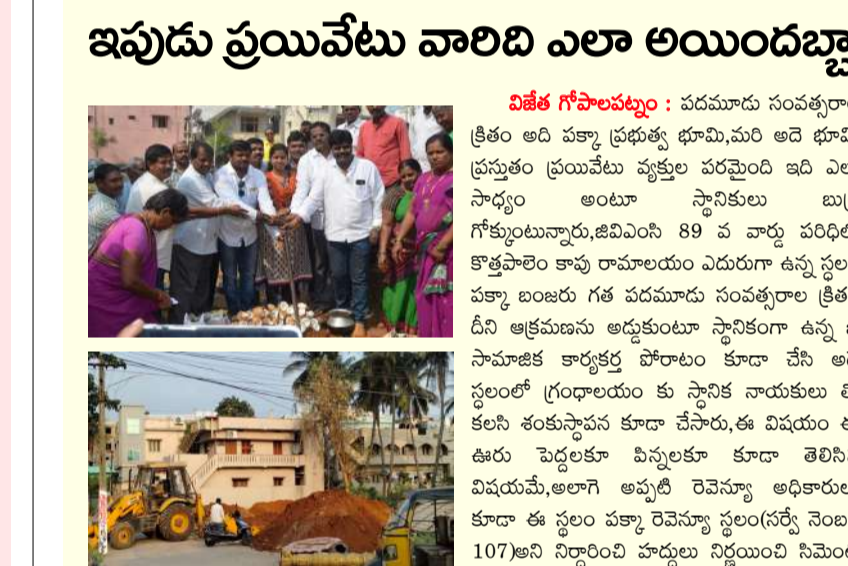 ఇపుడు ప్రయివేటు వారిది ఎలా అయిందబ్బా
విజేత గోపాలపట్నం : పదమూడు సంవత్సరాల
క్రితం అది పక్కా ప్రభుత్వ భూమి,మరి అదె భూమి
ప్రస్తుతం ప్రయివేటు వ్యక్తుల పరమైంది ఇది ఎలా
సాధ్యం అంటూ స్థానికులు
గోక్కుంటున్నారు,జివిఎంసి 89 వ వార్డు పరిధిలో
కొత్తపాలెం కాపు రామాలయం ఎదురుగా ఉన్న స్థలం
పక్కా బంజరు గత పదమూడు సంవత్సరాల క్రితం
దీని ఆక్రమణను అడ్డుకుంటూ స్థానికంగా ఉన్న
సామాజిక కార్యకర్త పోరాటం కూడా చేసి
స్థలంలో గ్రంధాలయం కు స్థానిక నాయకులు
కలసి శంకుస్థాపన కూడా చేసారు,ఈ విషయం
ఊరు పెద్దలకూ పిన్నలకూ కూడా తెలిసిన
విషయమే,అలాగె అప్పటి రెవెన్యూ అధికారులు
కూడా ఈ స్థలం పక్కా రెవెన్యూ స్థలం(సర్వే నెంబర్
107)అని నిర్ధారించి హద్దులు నిర్ణయించి సిమెంట్